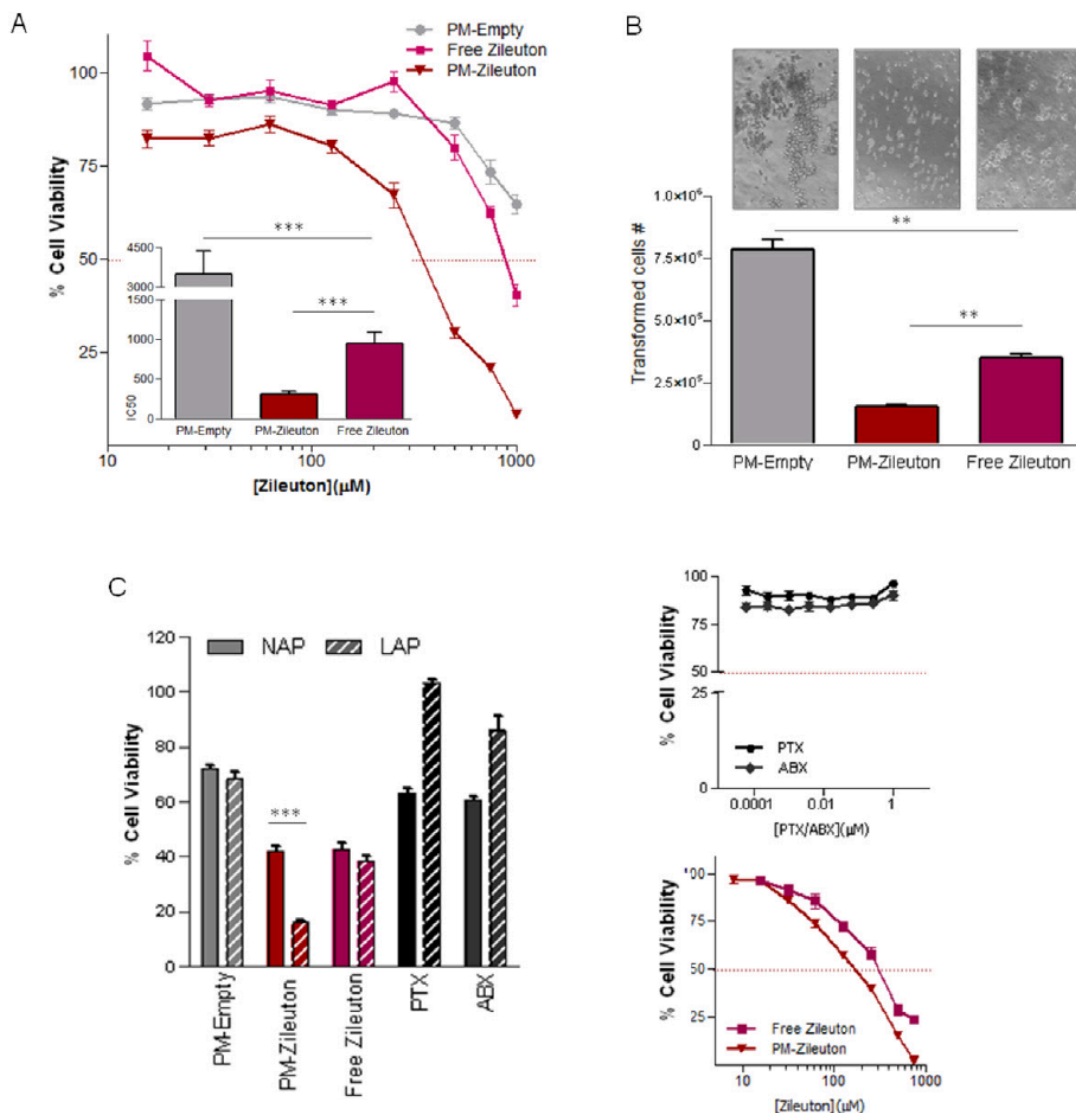 A
PM-Empty
Free Zileuton
PM-Zileuton
100
75
50
25
% Cell Viability
***
***
4500
3000
1500
1000
500
0
IC50
PM-Empty PM-Zileuton Free Zileuton
10 100 1000
[Zileuton](μM)
B
1.0×10⁶
7.5×10⁵
5.0×10⁵
2.5×10⁵
0
Transformed cells #
**
**
PM-Empty PM-Zileuton Free Zileuton
C
NAP LAP
120
100
80
60
40
20
0
% Cell Viability
***
PM-Empty
PM-Zileuton
Free Zileuton
PTX
ABX
100
75
50
25
0
% Cell Viability
PTX
ABX
0.0001 0.01 1
[PTX/ABX](μM)
75
50
25
% Cell Viability
Free Zileuton
PM-Zileuton
10 100 1000
[Zileuton](μM)